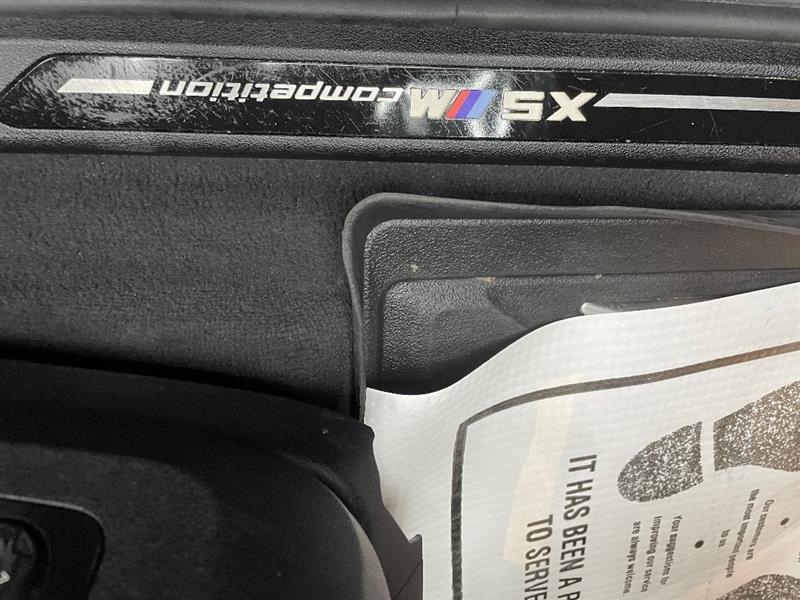 X5 M competition
IT HAS BEEN A
TO SERVE
Your suggestions for
improving our service
are always welcome
Our customers are
the most important people
to us